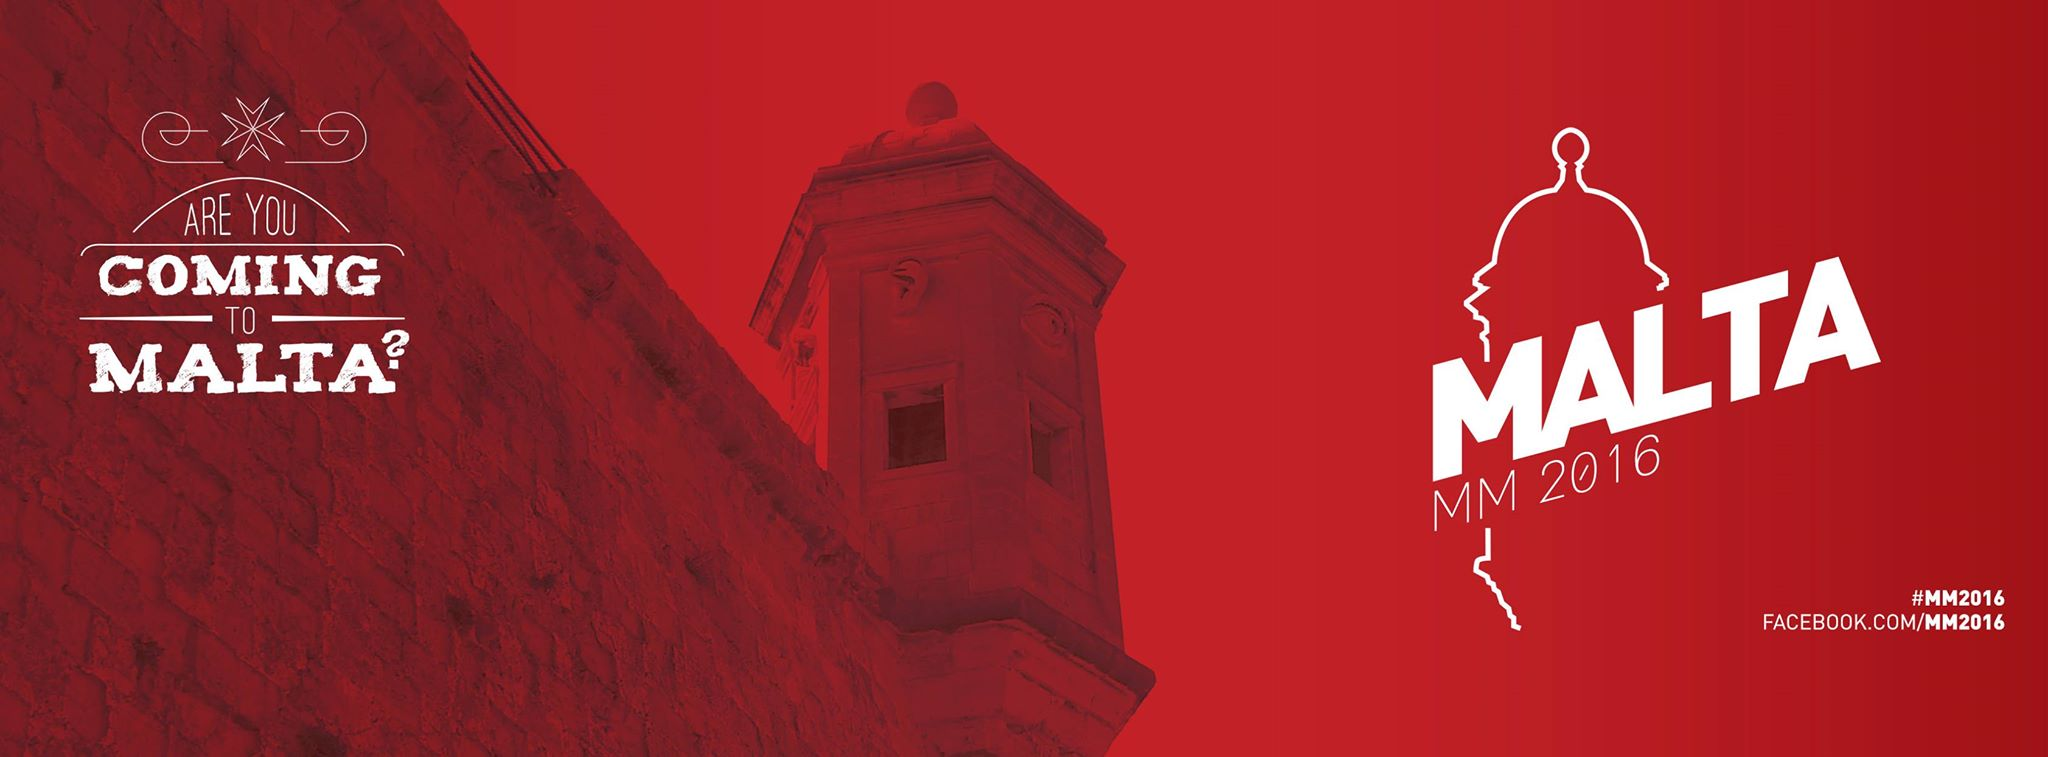 ARE YOU
COMING
TO
MALTA?
MALTA
MM 2016
#MM2016
FACEBOOK.COM/MM2016